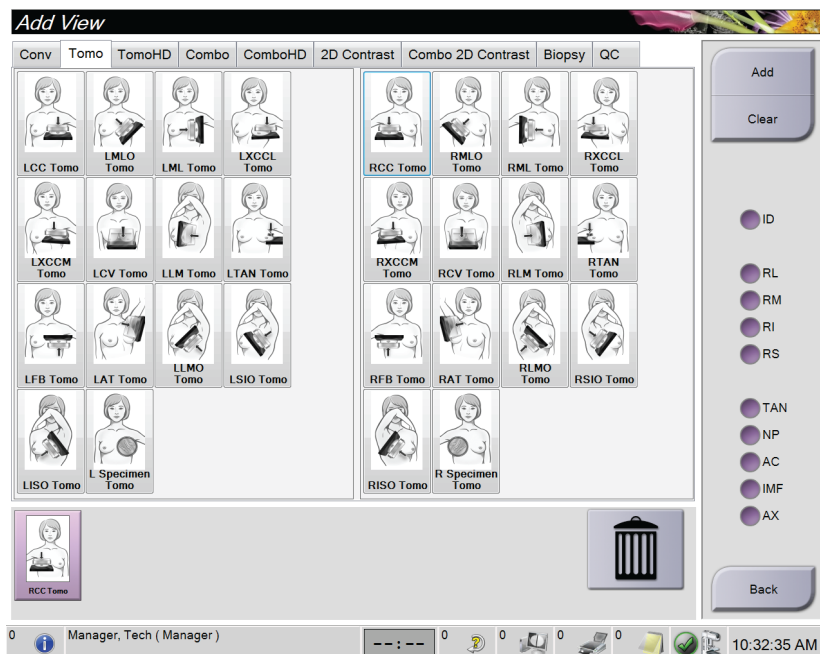 Add View
Conv Tomo TomoHD Combo ComboHD 2D Contrast Combo 2D Contrast Biopsy QC
LCC Tomo
LMLO
Tomo
LML Tomo
LXCCL
Tomo
RCC Tomo
RMLO
Tomo
RML Tomo
RXCCL
Tomo
LXCCM
Tomo
LCV Tomo
LLM Tomo
LTAN Tomo
RXCCM
Tomo
RCV Tomo
RLM Tomo
RTAN
Tomo
LFB Tomo
LAT Tomo
LLMO
Tomo
LSIO Tomo
RFB Tomo
RAT Tomo
RLMO
Tomo
RSIO Tomo
LISO Tomo
L Specimen
Tomo
RISO Tomo
R Specimen
Tomo
RCC Tomo
Add
Clear
ID
RL
RM
RI
RS
TAN
NP
AC
IMF
AX
Back
0 Manager, Tech ( Manager ) --:-- 0 0 0 0 10:32:35 AM